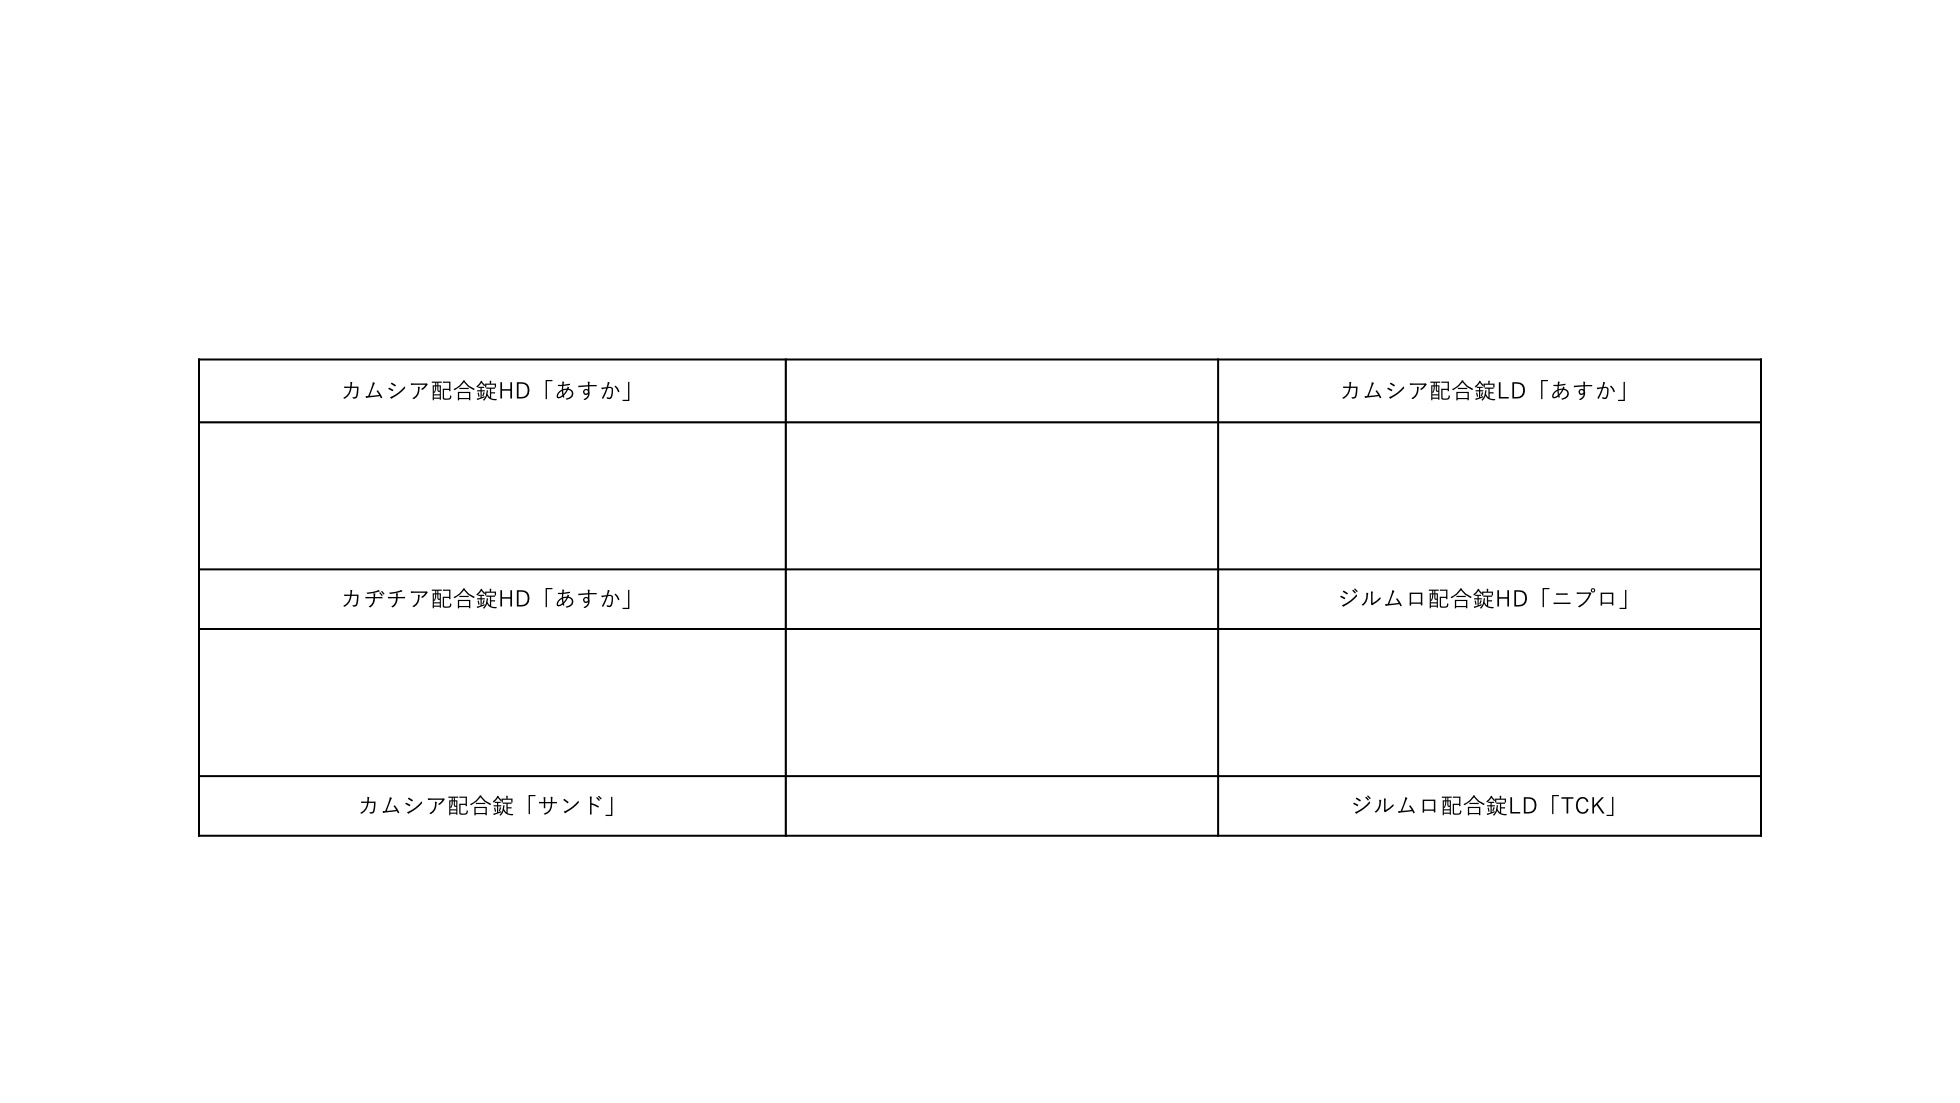 カムシア配合錠HD「あすか」
カムシア配合錠LD「あすか」
カヂチア配合錠HD「あすか」
ジルムロ配合錠HD「ニプロ」
カムシア配合錠「サンド」
ジルムロ配合錠LD「TCK」